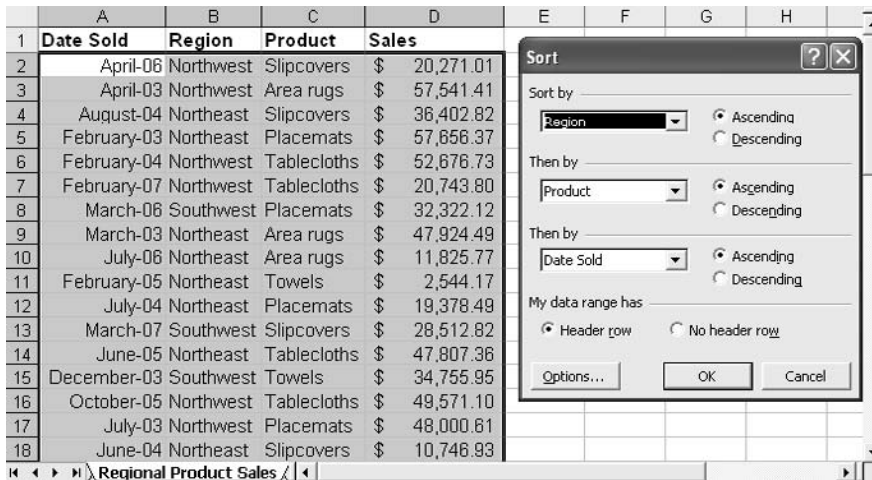 A B C D E F G H
1 Date Sold Region Product Sales
2 April-06 Northwest Slipcovers $ 20,271.01
3 April-03 Northwest Area rugs $ 57,541.41
4 August-04 Northeast Slipcovers $ 36,402.82
5 February-03 Northeast Placemats $ 57,656.37
6 February-04 Northwest Tablecloths $ 52,676.73
7 February-07 Northwest Tablecloths $ 20,743.80
8 March-06 Southwest Placemats $ 32,322.12
9 March-03 Northeast Area rugs $ 47,924.49
10 July-06 Northeast Area rugs $ 11,825.77
11 February-05 Northeast Towels $ 2,544.17
12 July-04 Northeast Placemats $ 19,378.49
13 March-07 Southwest Slipcovers $ 28,512.82
14 June-05 Northeast Tablecloths $ 47,807.36
15 December-03 Southwest Towels $ 34,755.95
16 October-05 Northwest Tablecloths $ 49,571.10
17 July-03 Northwest Placemats $ 48,000.61
18 June-04 Northeast Slipcovers $ 10,746.93
Regional Product Sales
Sort
Sort by
Region Ascending
Descending
Then by
Product Ascending
Descending
Then by
Date Sold Ascending
Descending
My data range has
Header row No header row
Options... OK Cancel